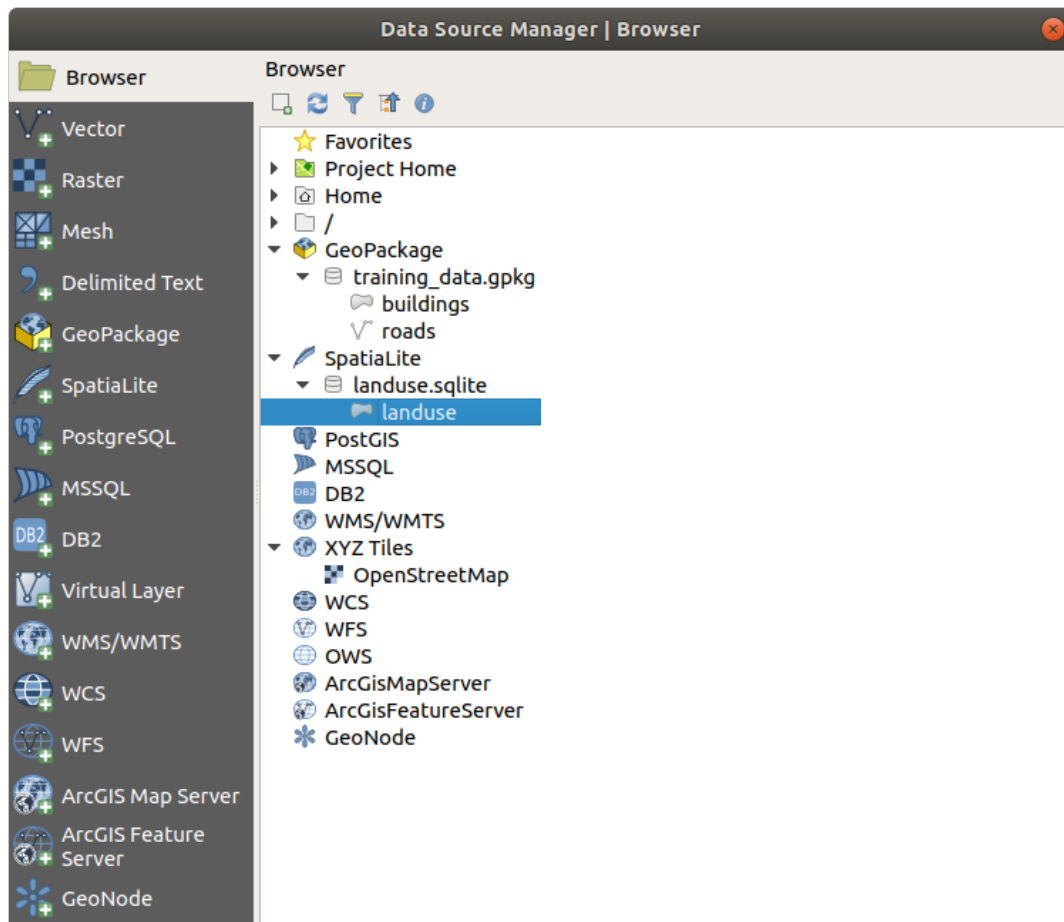 Data Source Manager | Browser
Browser
Vector
Raster
Mesh
Delimited Text
GeoPackage
SpatiaLite
PostgreSQL
MSSQL
DB2
DB2
Virtual Layer
WMS/WMTS
WCS
WFS
ArcGIS Map Server
ArcGIS Feature
Server
GeoNode
Browser
Favorites
Project Home
Home
/
GeoPackage
training_data.gpkg
buildings
roads
SpatiaLite
landuse.sqlite
landuse
PostGIS
MSSQL
DB2 DB2
WMS/WMTS
XYZ Tiles
OpenStreetMap
WCS
WFS
OWS
ArcGisMapServer
ArcGisFeatureServer
GeoNode